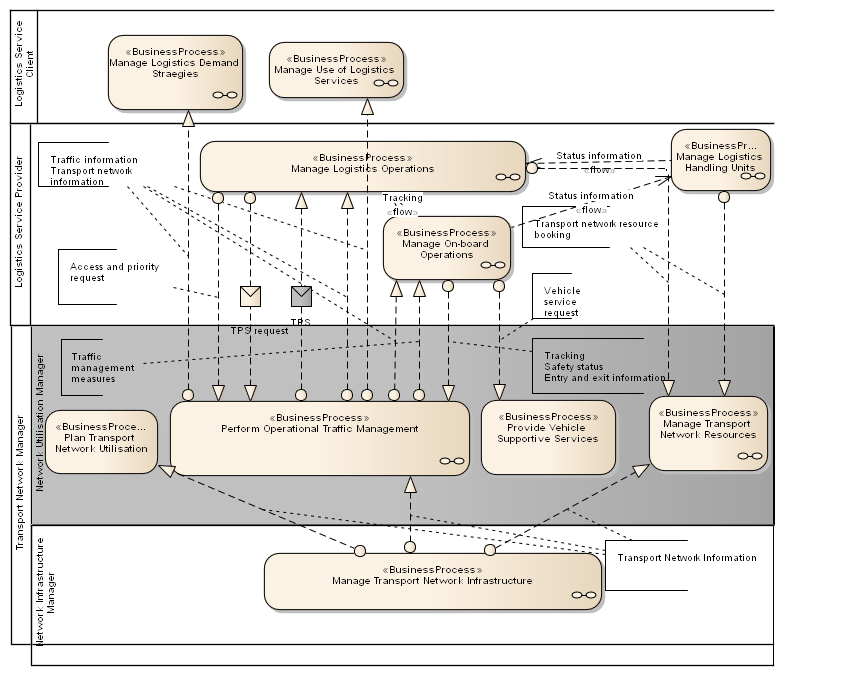 Logistics Service
Client
«BusinessProcess»
Manage Logistics Demand
Straegies
«BusinessProcess»
Manage Use of Logistics
Services
Logistics Service Provider
Traffic information
Transport network
information
«BusinessProcess»
Manage Logistics Operations
Status information
«flow»
«BusinessPr...
Manage Logistics
Handling Units
Tracking
«flow»
Status information
«flow»
Transport network resource
booking
«BusinessProcess»
Manage On-board
Operations
Access and priority
request
Vehicle
service
request
TPS request
TPS
Transport Network Manager
Network Utilisation Manager
Traffic
management
measures
Tracking
Safety status
Entry and exit information
«BusinessProce...
Plan Transport
Network Utilisation
«BusinessProcess»
Perform Operational Traffic Management
«BusinessProcess»
Provide Vehicle
Supportive Services
«BusinessProcess»
Manage Transport
Network Resources
Network Infrastructure
Manager
«BusinessProcess»
Manage Transport Network Infrastructure
Transport Network Information